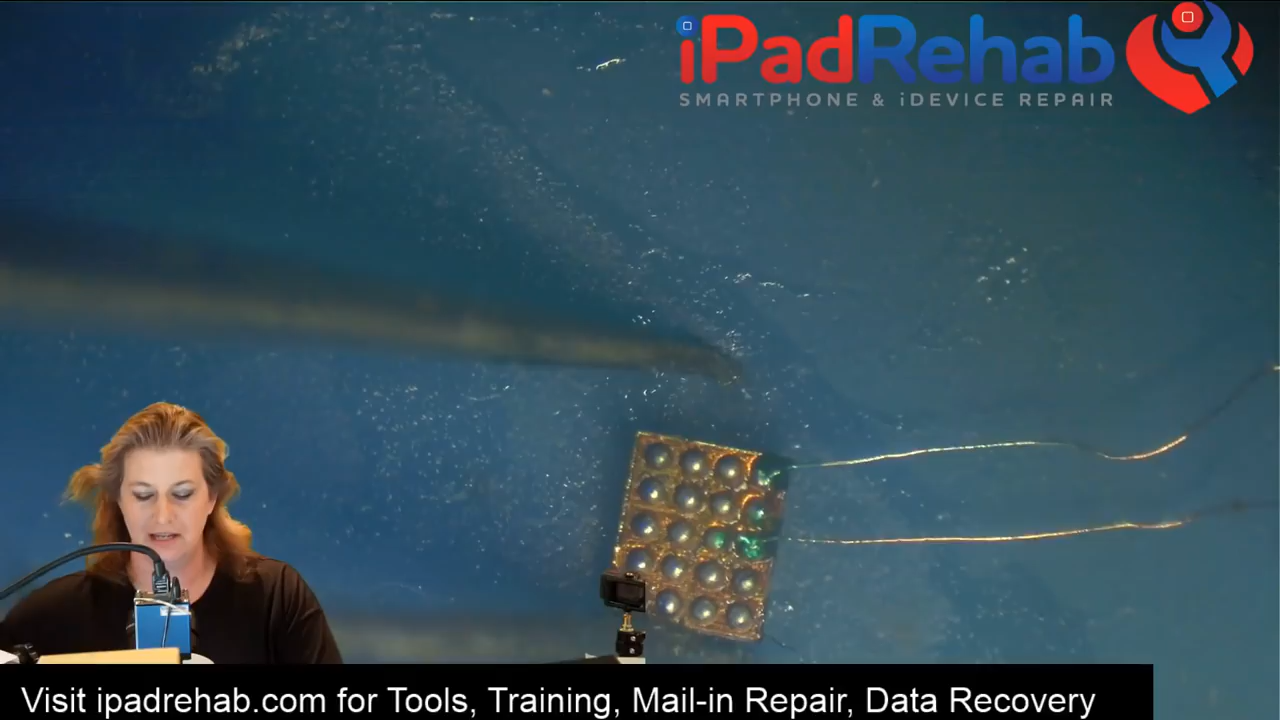 iPadRehab
SMARTPHONE & iDEVICE REPAIR
Visit ipadrehab.com for Tools, Training, Mail-in Repair, Data Recovery